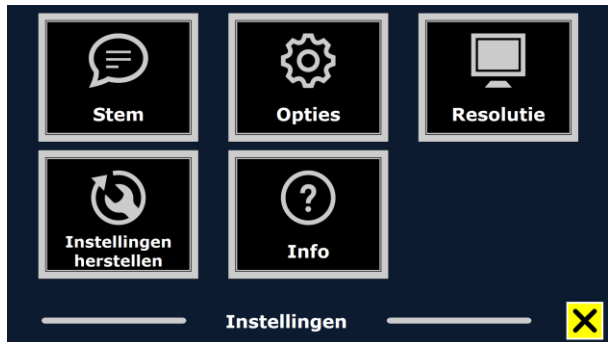 Stem
Opties
Resolutie
Instellingen
herstellen
Info
Instellingen